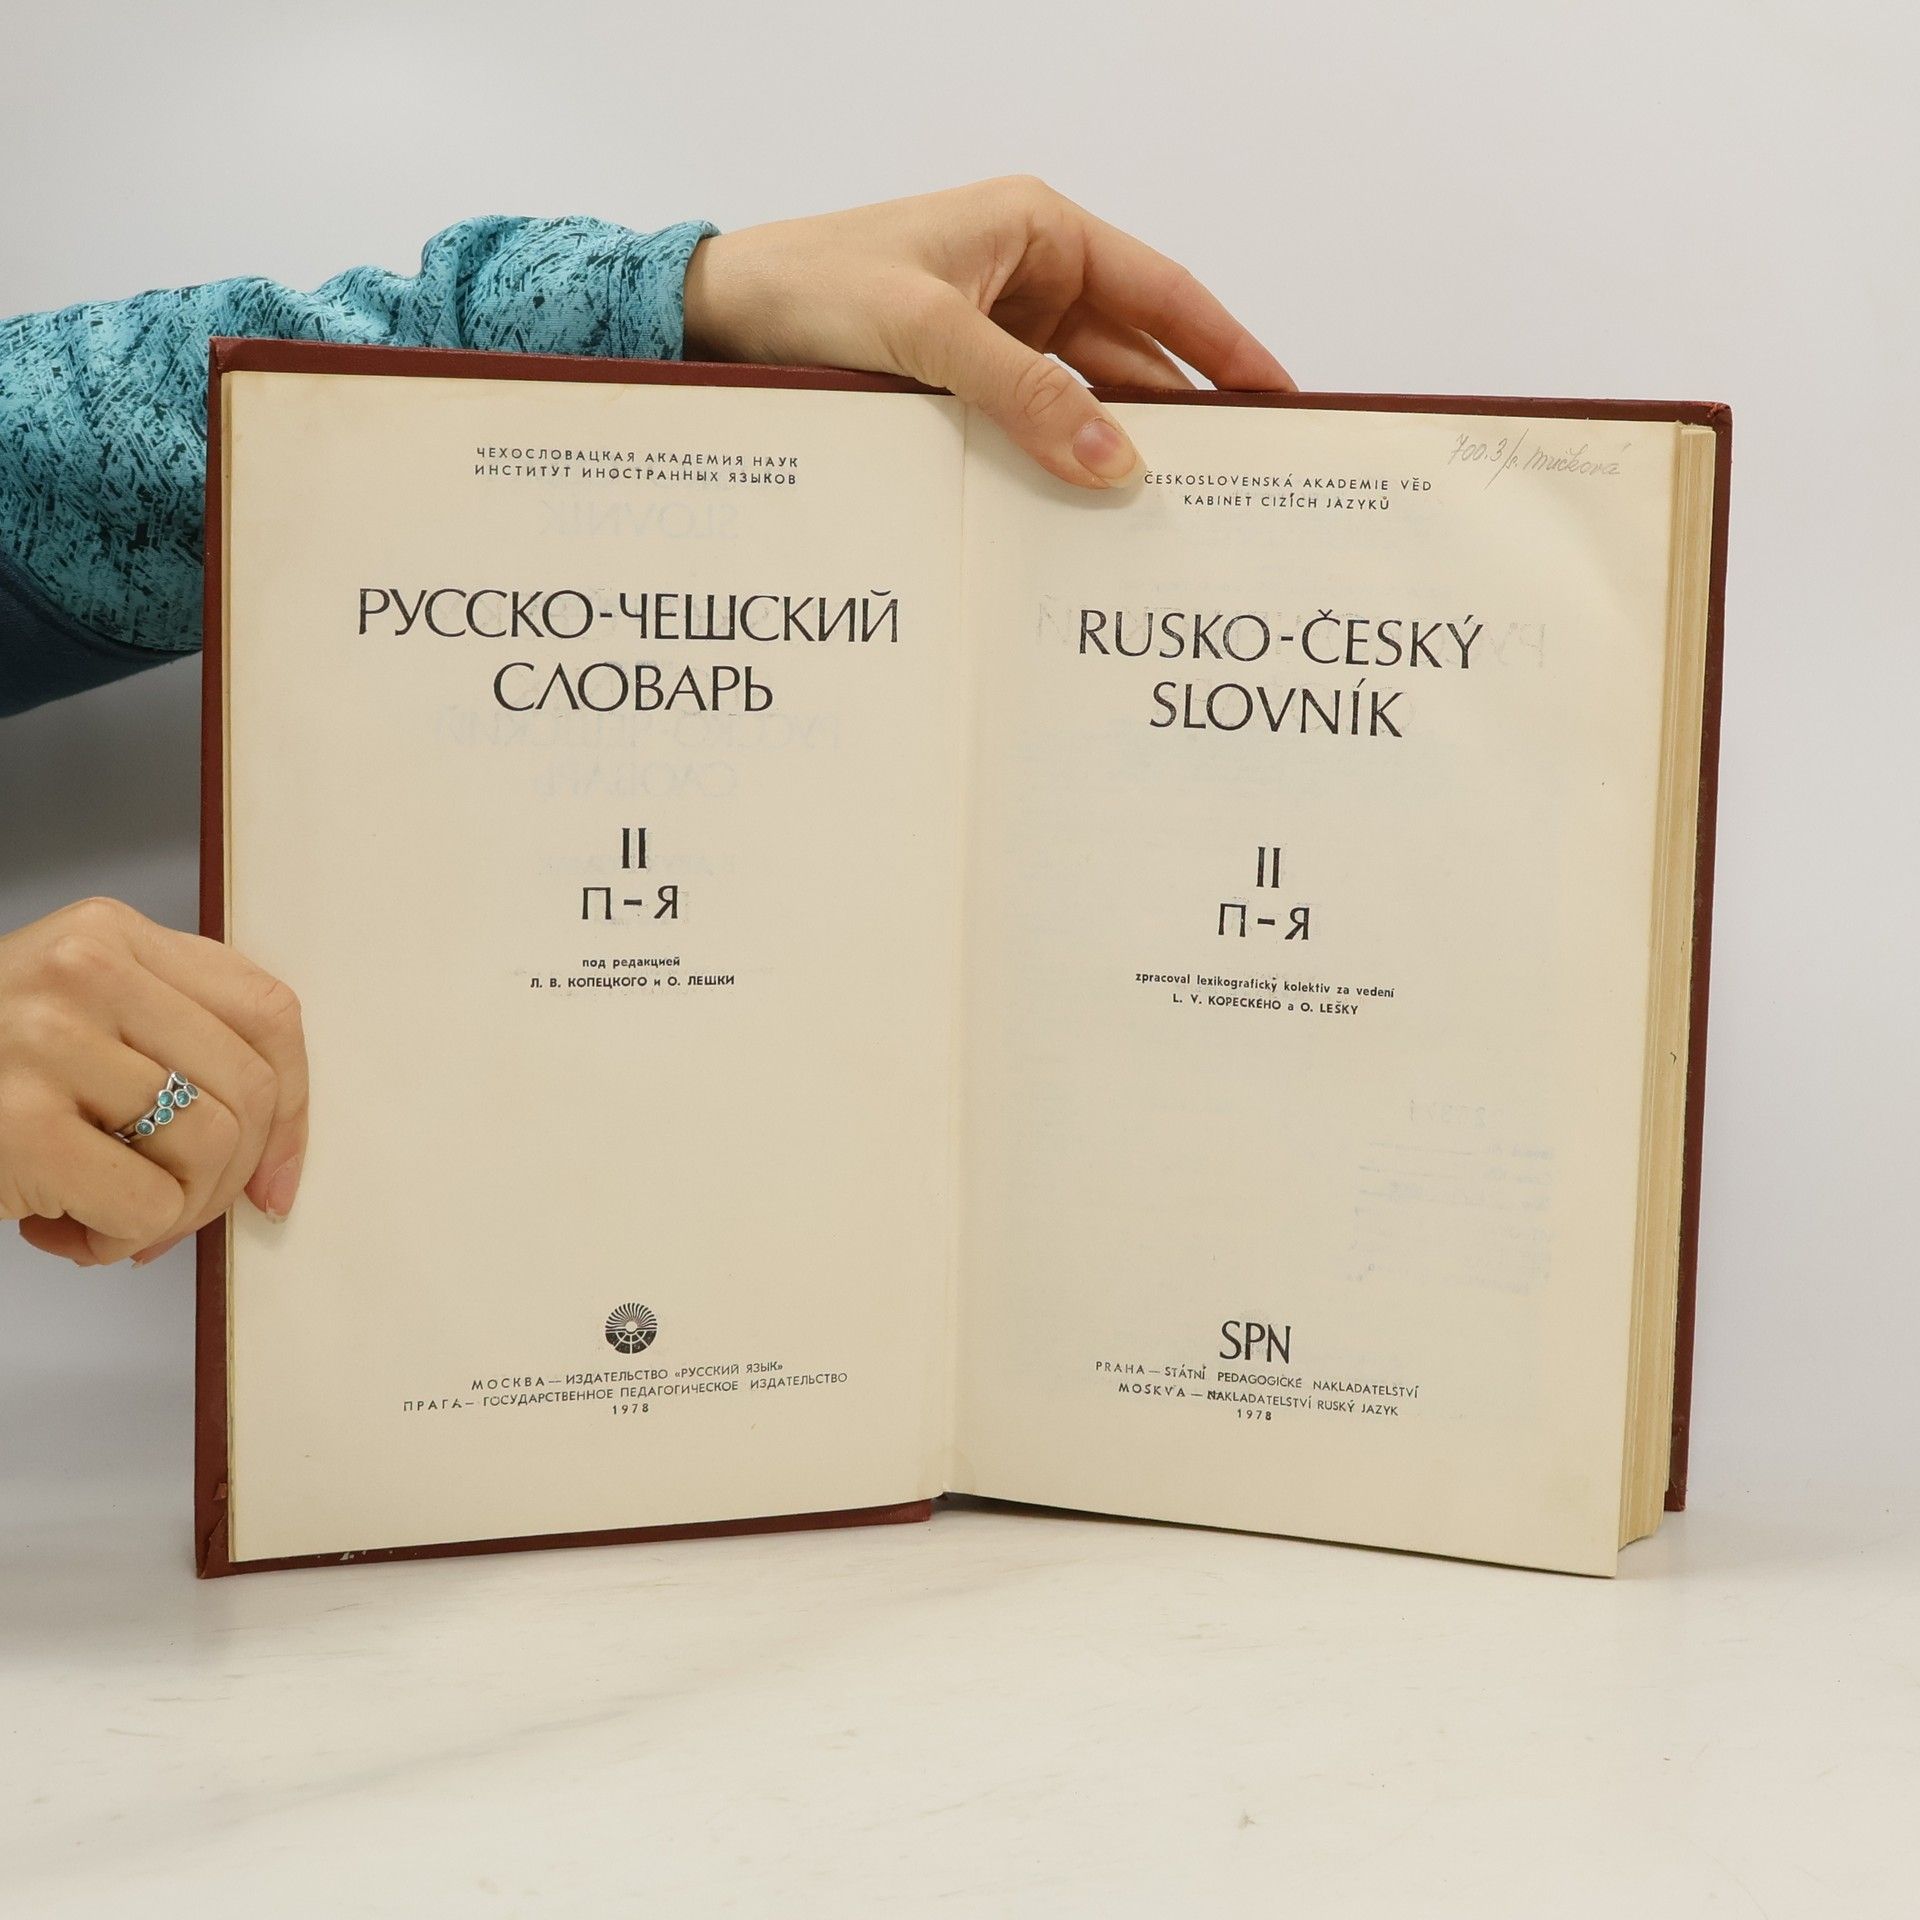 ЧЕХОСЛОВАЦКАЯ АКАДЕМИЯ НАУК
ИНСТИТУТ ИНОСТРАННЫХ ЯЗЫКОВ
РУССКО-ЧЕШСКИЙ
СЛОВАРЬ
II
П-Я
под редакцией
Л. В. КОПЕЦКОГО и О. ЛЕШКИ
МОСКВА — ИЗДАТЕЛЬСТВО «РУССКИЙ ЯЗЫК»
ПРАГА — ГОСУДАРСТВЕННОЕ ПЕДАГОГИЧЕСКОЕ ИЗДАТЕЛЬСТВО
1978
700.3/
ČESKOSLOVENSKÁ AKADEMIE VĚD
KABINET CIZÍCH JAZYKŮ
RUSKO-ČESKÝ
SLOVNÍK
II
П-Я
zpracoval lexikografický kolektiv za vedení
L. V. KOPECKÉHO a O. LEŠKY
SPN
PRAHA — STÁTNÍ PEDAGOGICKÉ NAKLADATELSTVÍ
MOSKVA — NAKLADATELSTVÍ RUSKÝ JAZYK
1978